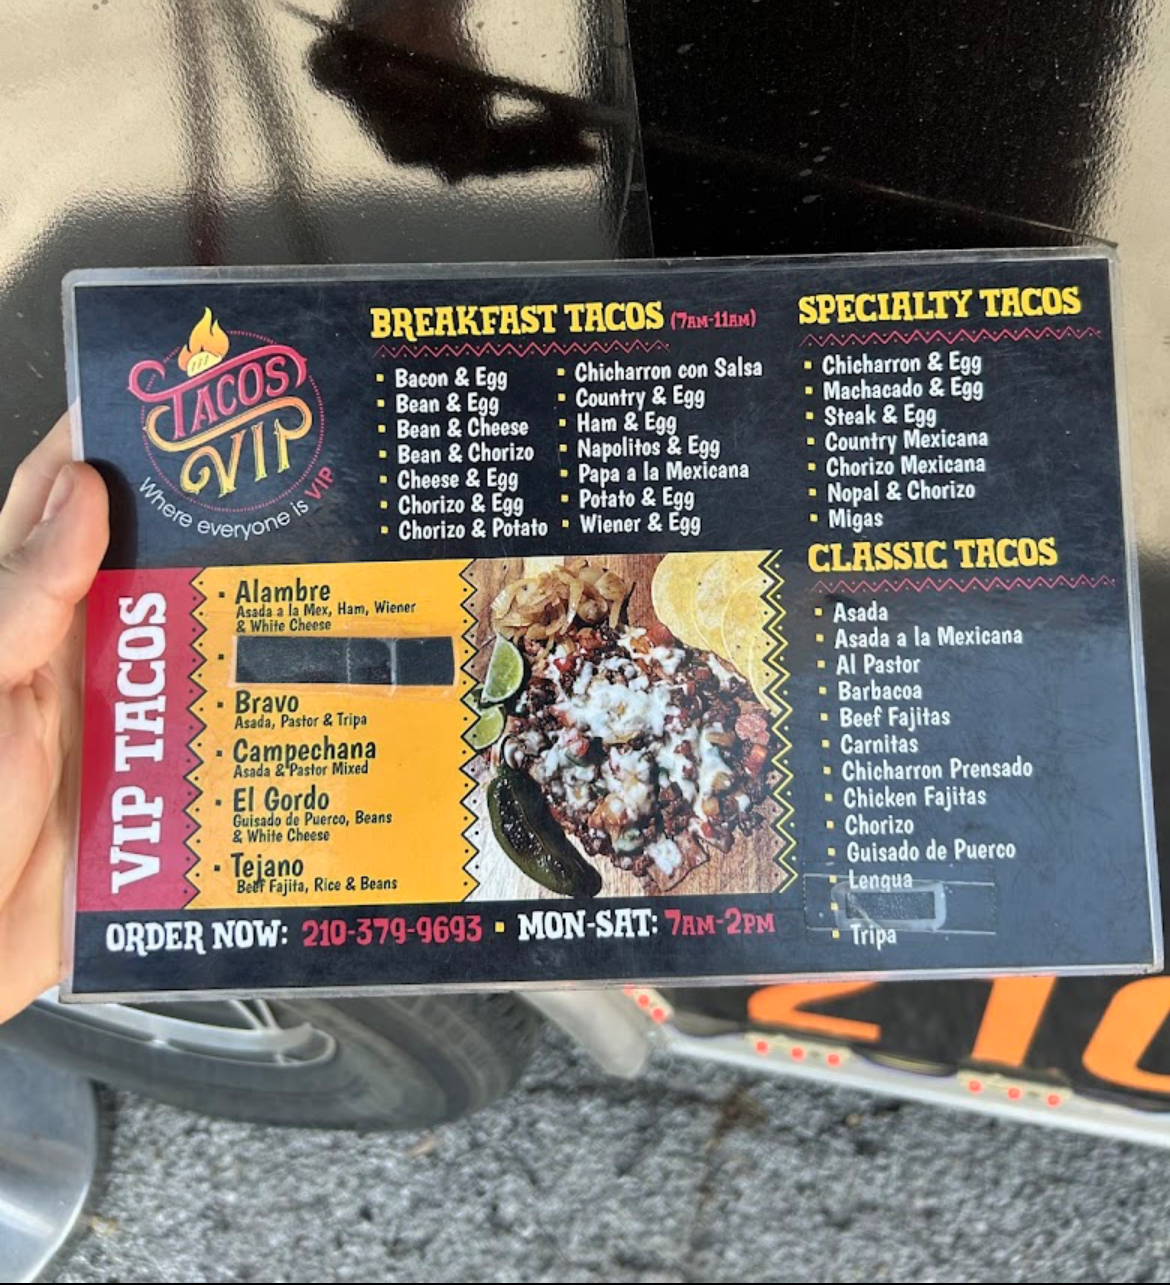 TACOS
VIP
Where everyone is VIP
BREAKFAST TACOS (7AM-11AM)
Bacon & Egg
Bean & Egg
Bean & Cheese
Bean & Chorizo
Cheese & Egg
Chorizo & Egg
Chorizo & Potato
Chicharron con Salsa
Country & Egg
Ham & Egg
Napolitos & Egg
Papa a la Mexicana
Potato & Egg
Wiener & Egg
SPECIALTY TACOS
Chicharron & Egg
Machacado & Egg
Steak & Egg
Country Mexicana
Chorizo Mexicana
Nopal & Chorizo
Migas
VIP TACOS
Alambre
Asada a la Mex, Ham, Wiener
& White Cheese
Bravo
Asada, Pastor & Tripa
Campechana
Asada & Pastor Mixed
El Gordo
Guisado de Puerco, Beans
& White Cheese
Tejano
Beef Fajita, Rice & Beans
CLASSIC TACOS
Asada
Asada a la Mexicana
Al Pastor
Barbacoa
Beef Fajitas
Carnitas
Chicharron Prensado
Chicken Fajitas
Chorizo
Guisado de Puerco
Lengua
Tripa
ORDER NOW: 210-379-9693 ▪ MON-SAT: 7AM-2PM
210